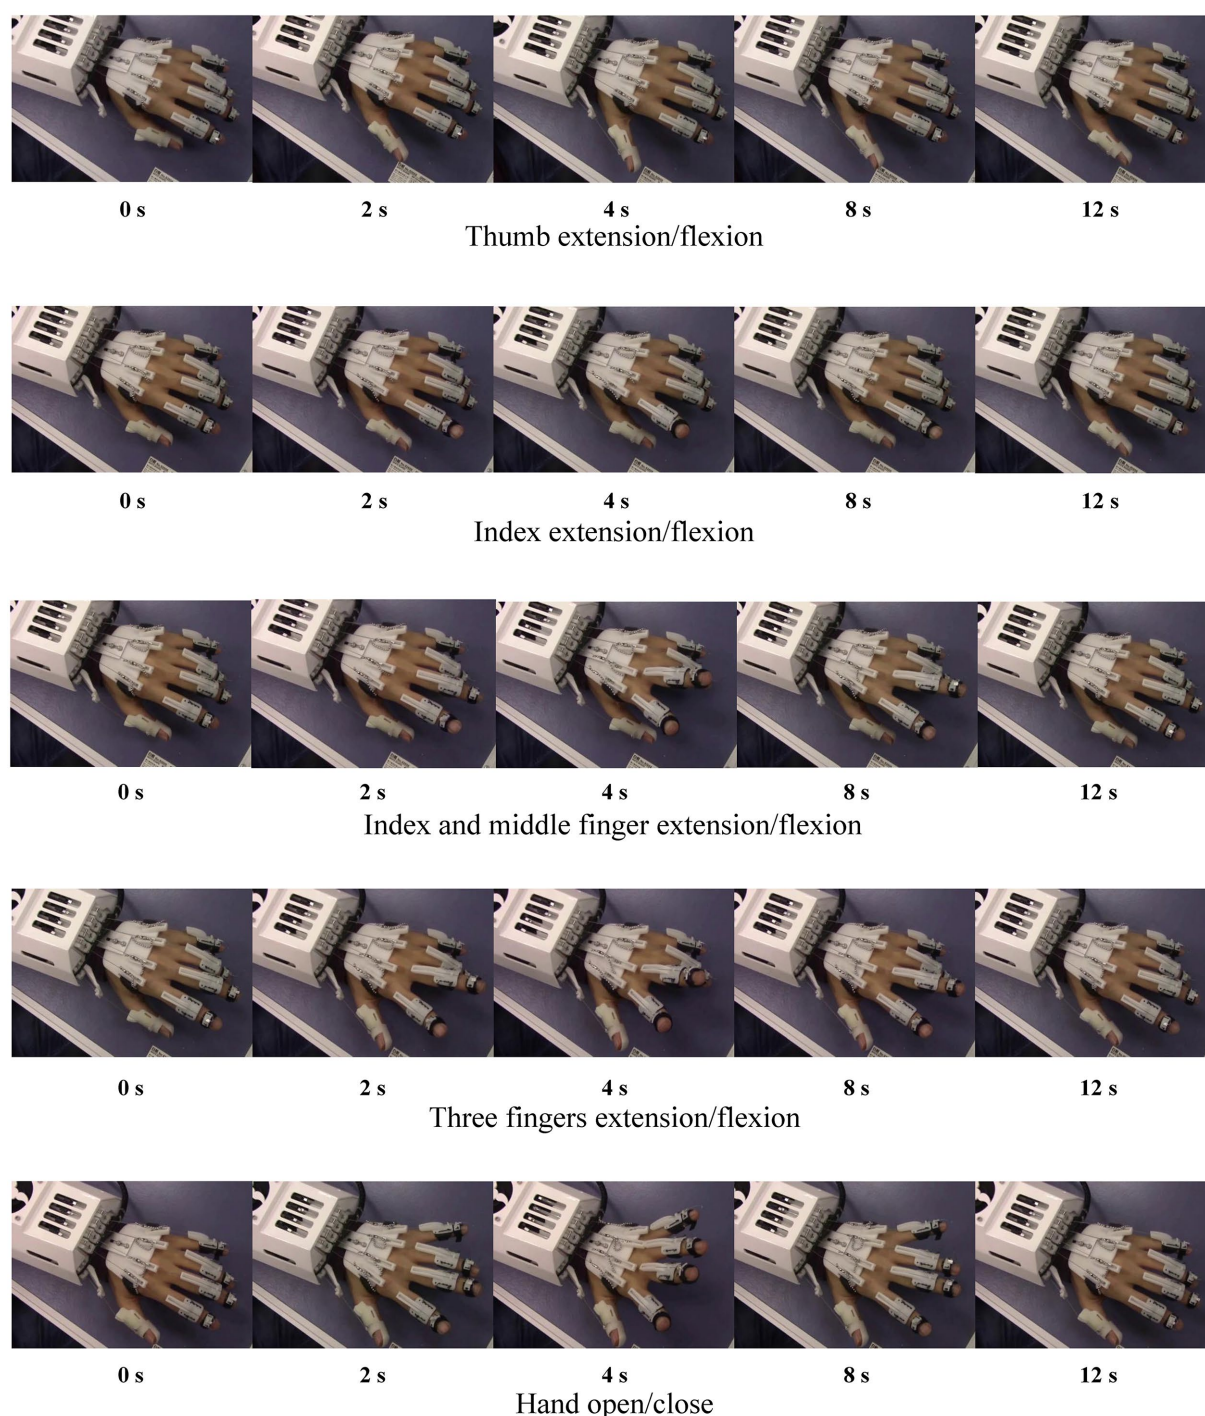 0 s 2 s 4 s 8 s 12 s
Thumb extension/flexion
0 s 2 s 4 s 8 s 12 s
Index extension/flexion
0 s 2 s 4 s 8 s 12 s
Index and middle finger extension/flexion
0 s 2 s 4 s 8 s 12 s
Three fingers extension/flexion
0 s 2 s 4 s 8 s 12 s
Hand open/close